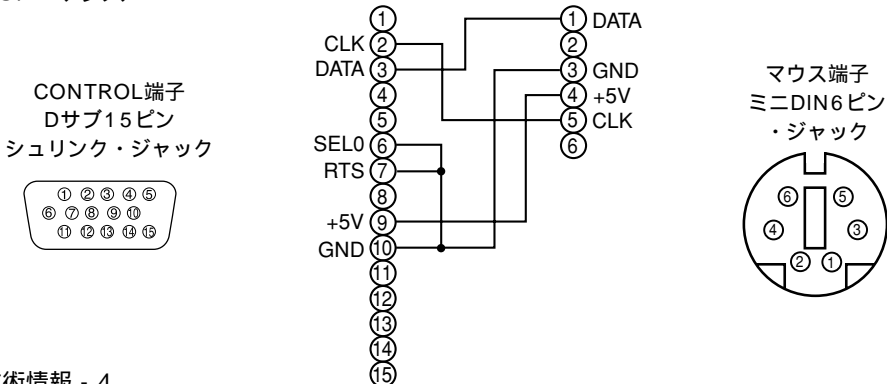 CONTROL端子
Dサブ15ピン
シュリンク・ジャック
① ② ③ ④ ⑤
⑥ ⑦ ⑧ ⑨ ⑩
⑪ ⑫ ⑬ ⑭ ⑮
①
CLK ②
DATA ③
④
⑤
SEL0 ⑥
RTS ⑦
⑧
+5V ⑨
GND ⑩
⑪
⑫
⑬
⑭
⑮
① DATA
②
③ GND
④ +5V
⑤ CLK
⑥
マウス端子
ミニDIN6ピン
・ジャック
⑥ ⑤
④ ③
② ①
術情報 - 4